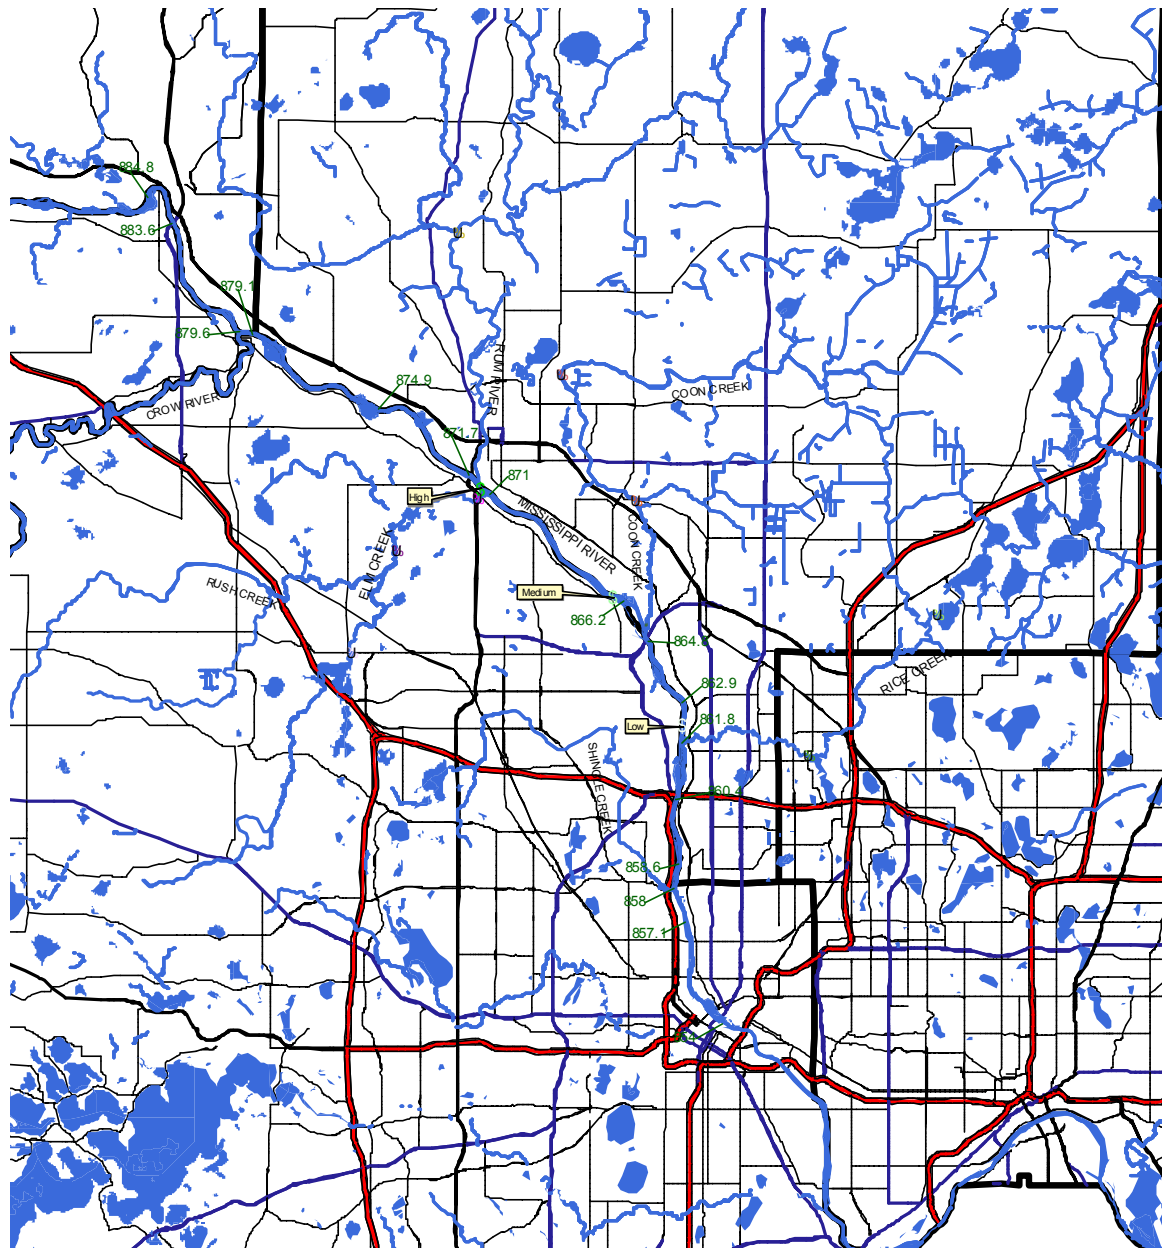 884.8
883.6
879.1
879.6
RUM RIVER
874.9
COON CREEK
CROW RIVER
871.7
871
High
MISSISSIPPI RIVER
COON CREEK
ELM CREEK
RUSH CREEK
Medium
866.2
864.8
RICE CREEK
862.9
861.8
Low
SHINGLE CREEK
860.4
858.6
858
857.1